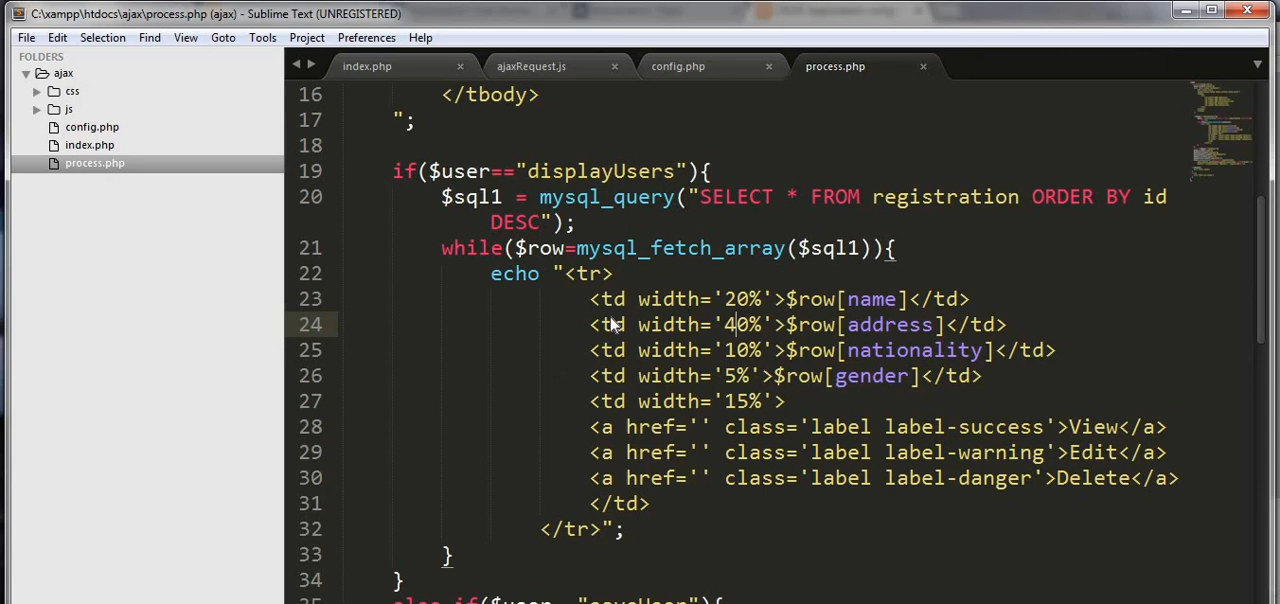 C:\xampp\htdocs\ajax\process.php (ajax) - Sublime Text (UNREGISTERED)
File Edit Selection Find View Goto Tools Project Preferences Help
FOLDERS
ajax
css
js
config.php
index.php
process.php
index.php ajaxRequest.js config.php process.php
16 </tbody>
17 ";
18
19 if($user=="displayUsers"){
20 $sql1 = mysql_query("SELECT * FROM registration ORDER BY id
DESC");
21 while($row=mysql_fetch_array($sql1)){
22 echo "<tr>
23 <td width='20%'>$row[name]</td>
24 <td width='40%'>$row[address]</td>
25 <td width='10%'>$row[nationality]</td>
26 <td width='5%'>$row[gender]</td>
27 <td width='15%'>
28 <a href='' class='label label-success'>View</a>
29 <a href='' class='label label-warning'>Edit</a>
30 <a href='' class='label label-danger'>Delete</a>
31 </td>
32 </tr>";
33 }
34 }